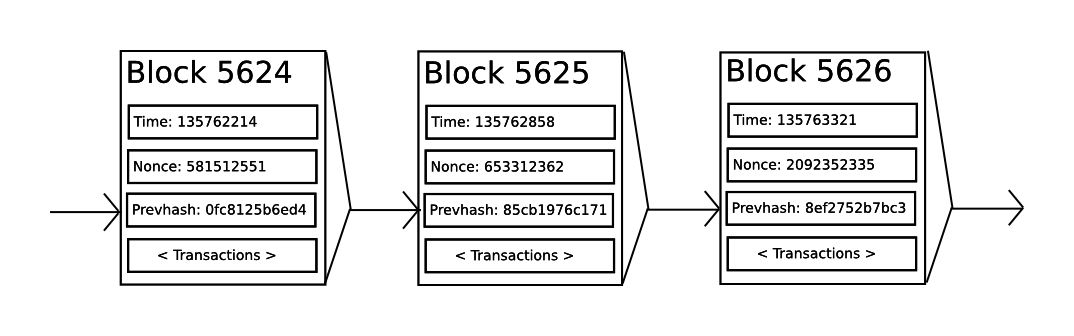 Block 5624
Time: 135762214
Nonce: 581512551
Prevhash: 0fc8125b6ed4
< Transactions >
Block 5625
Time: 135762858
Nonce: 653312362
Prevhash: 85cb1976c171
< Transactions >
Block 5626
Time: 135763321
Nonce: 2092352335
Prevhash: 8ef2752b7bc3
< Transactions >